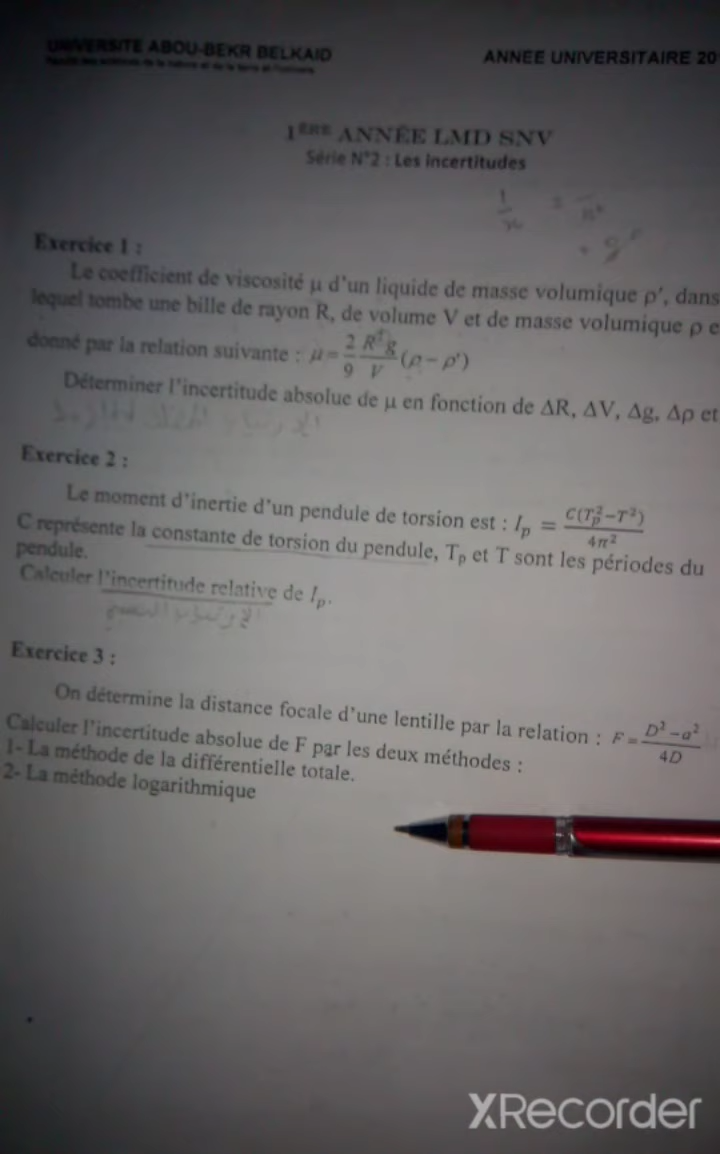 UNIVERSITE ABOU-BEKR BELKAID
ANNEE UNIVERSITAIRE 20
1ÈRE ANNÉE LMD SNV
Série N°2 : Les incertitudes
Exercice 1 :
Le coefficient de viscosité μ d'un liquide de masse volumique ρ', dans
lequel tombe une bille de rayon R, de volume V et de masse volumique ρ e
donné par la relation suivante : μ = 2/9 R²g/V (ρ − ρ')
Déterminer l'incertitude absolue de μ en fonction de ΔR, ΔV, Δg, Δρ et
Exercice 2 :
Le moment d'inertie d'un pendule de torsion est : I_p = C(T_p²−T²)/4π²
C représente la constante de torsion du pendule, T_p et T sont les périodes du
pendule.
Calculer l'incertitude relative de I_p.
Exercice 3 :
On détermine la distance focale d'une lentille par la relation : F = D²−a²/4D
Calculer l'incertitude absolue de F par les deux méthodes :
1- La méthode de la différentielle totale.
2- La méthode logarithmique
XRecorder